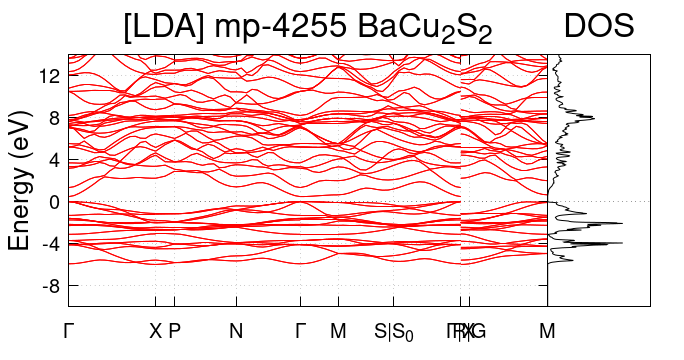 [LDA] mp-4255 BaCu₂S₂ DOS
Energy (eV)
12
8
4
0
-4
-8
Γ X P N Γ M S|S₀ Γ|R X G M